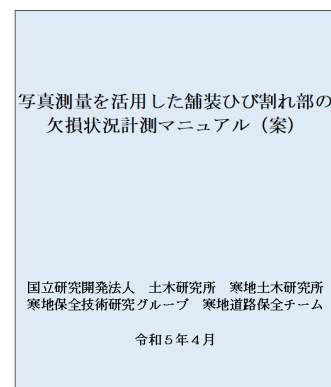 写真測量を活用した舗装ひび割れ部の
欠損状況計測マニュアル（案）
国立研究開発法人　土木研究所　寒地土木研究所
寒地保全技術研究グループ　寒地道路保全チーム
令和５年４月